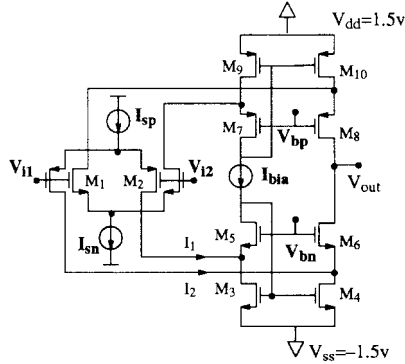 V_dd=1.5v
M_9
M_10
I_sp
M_7
M_8
V_bp
V_i1
M_1
M_2
V_i2
I_bia
V_out
I_sn
I_1
M_5
V_bn
M_6
I_2
M_3
M_4
V_ss=-1.5v